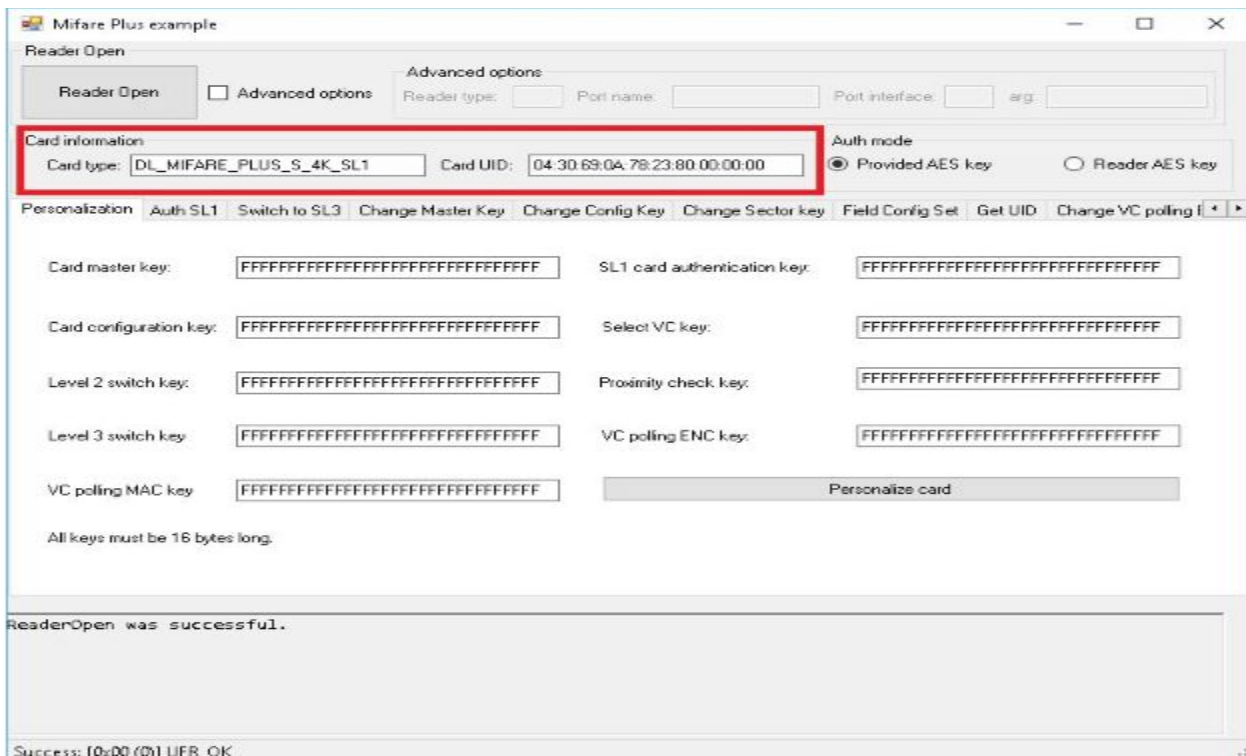 Mifare Plus example
Reader Open
Advanced options
Reader Open Advanced options Reader type: Port name: Port interface: arg:
Card information Auth mode
Card type: DL_MIFARE_PLUS_S_4K_SL1 Card UID: 04:30:69:0A:78:23:80:00:00:00 Provided AES key Reader AES key
Personalization Auth SL1 Switch to SL3 Change Master Key Change Config Key Change Sector key Field Config Set Get UID Change VC polling
Card master key: FFFFFFFFFFFFFFFFFFFFFFFFFFFFFFFF SL1 card authentication key: FFFFFFFFFFFFFFFFFFFFFFFFFFFFFFFF
Card configuration key: FFFFFFFFFFFFFFFFFFFFFFFFFFFFFFFF Select VC key: FFFFFFFFFFFFFFFFFFFFFFFFFFFFFFFF
Level 2 switch key: FFFFFFFFFFFFFFFFFFFFFFFFFFFFFFFF Proximity check key: FFFFFFFFFFFFFFFFFFFFFFFFFFFFFFFF
Level 3 switch key FFFFFFFFFFFFFFFFFFFFFFFFFFFFFFFF VC polling ENC key: FFFFFFFFFFFFFFFFFFFFFFFFFFFFFFFF
VC polling MAC key FFFFFFFFFFFFFFFFFFFFFFFFFFFFFFFF Personalize card
All keys must be 16 bytes long.
ReaderOpen was successful.
Success: [0x00 (0)] UFR_OK